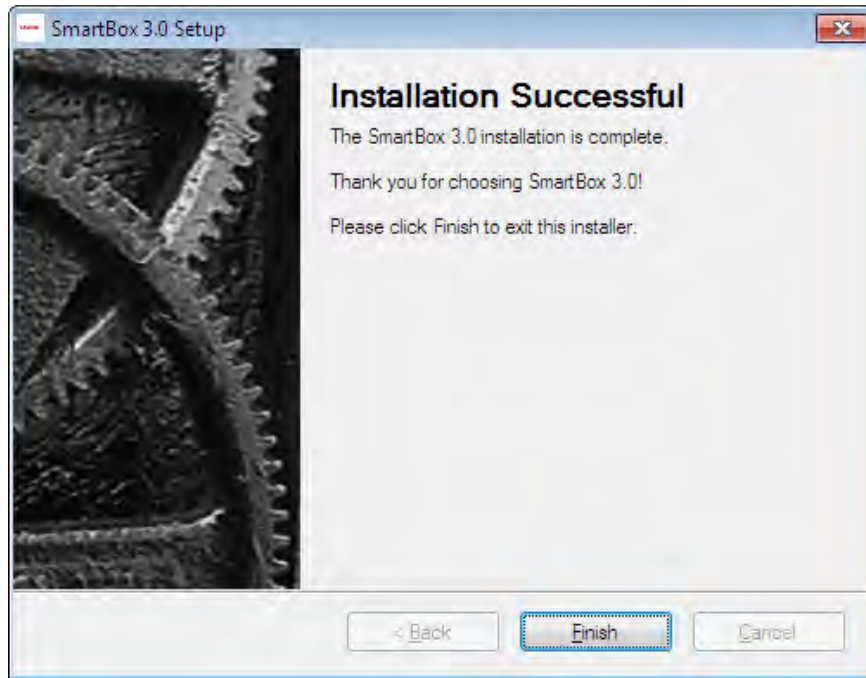 SmartBox 3.0 Setup
Installation Successful
The SmartBox 3.0 installation is complete.
Thank you for choosing SmartBox 3.0!
Please click Finish to exit this installer.
< Back Finish Cancel